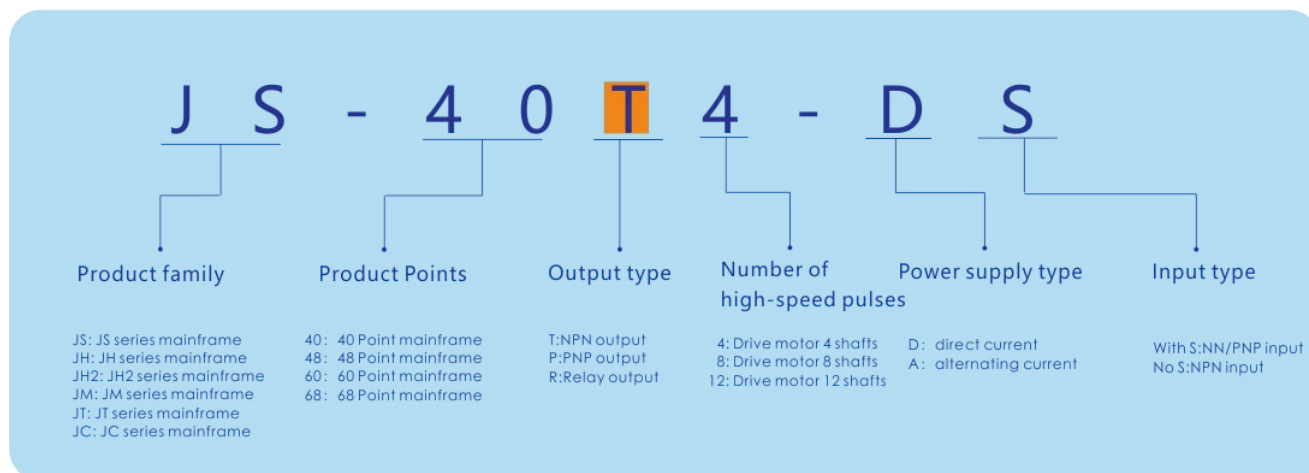 JS-40T4-DS
Product family
Product Points
Output type
Number of
high-speed pulses
Power supply type
Input type
JS: JS series mainframe
JH: JH series mainframe
JH2: JH2 series mainframe
JM: JM series mainframe
JT: JT series mainframe
JC: JC series mainframe
40: 40 Point mainframe
48: 48 Point mainframe
60: 60 Point mainframe
68: 68 Point mainframe
T:NPN output
P:PNP output
R:Relay output
4: Drive motor 4 shafts
8: Drive motor 8 shafts
12: Drive motor 12 shafts
D: direct current
A: alternating current
With S:NN/PNP input
No S:NPN input